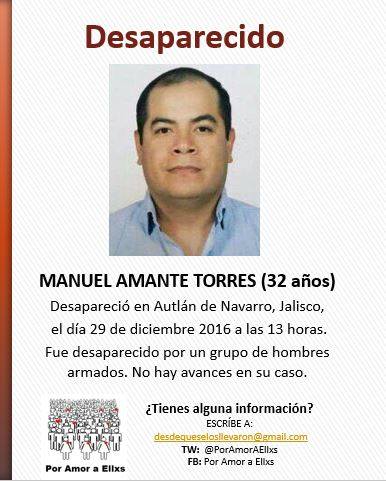 Desaparecido
MANUEL AMANTE TORRES (32 años)
Desapareció en Autlán de Navarro, Jalisco,
el día 29 de diciembre 2016 a las 13 horas.
Fue desaparecido por un grupo de hombres
armados. No hay avances en su caso.
¿Tienes alguna información?
ESCRÍBE A:
desdequeselosllevaron@gmail.com
TW: @PorAmorAEllxs
FB: Por Amor a Ellxs
Por Amor a Ellxs